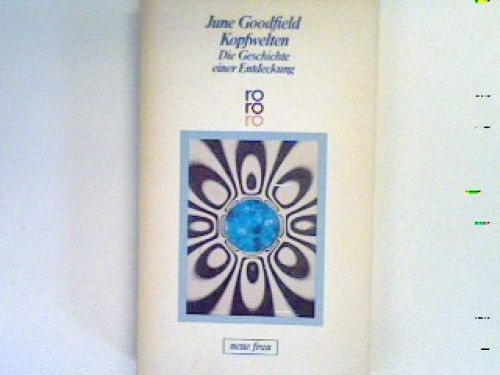 June Goodfield
Kopfwelten
Die Geschichte
einer Entdeckung
ro
ro
ro
neue frau